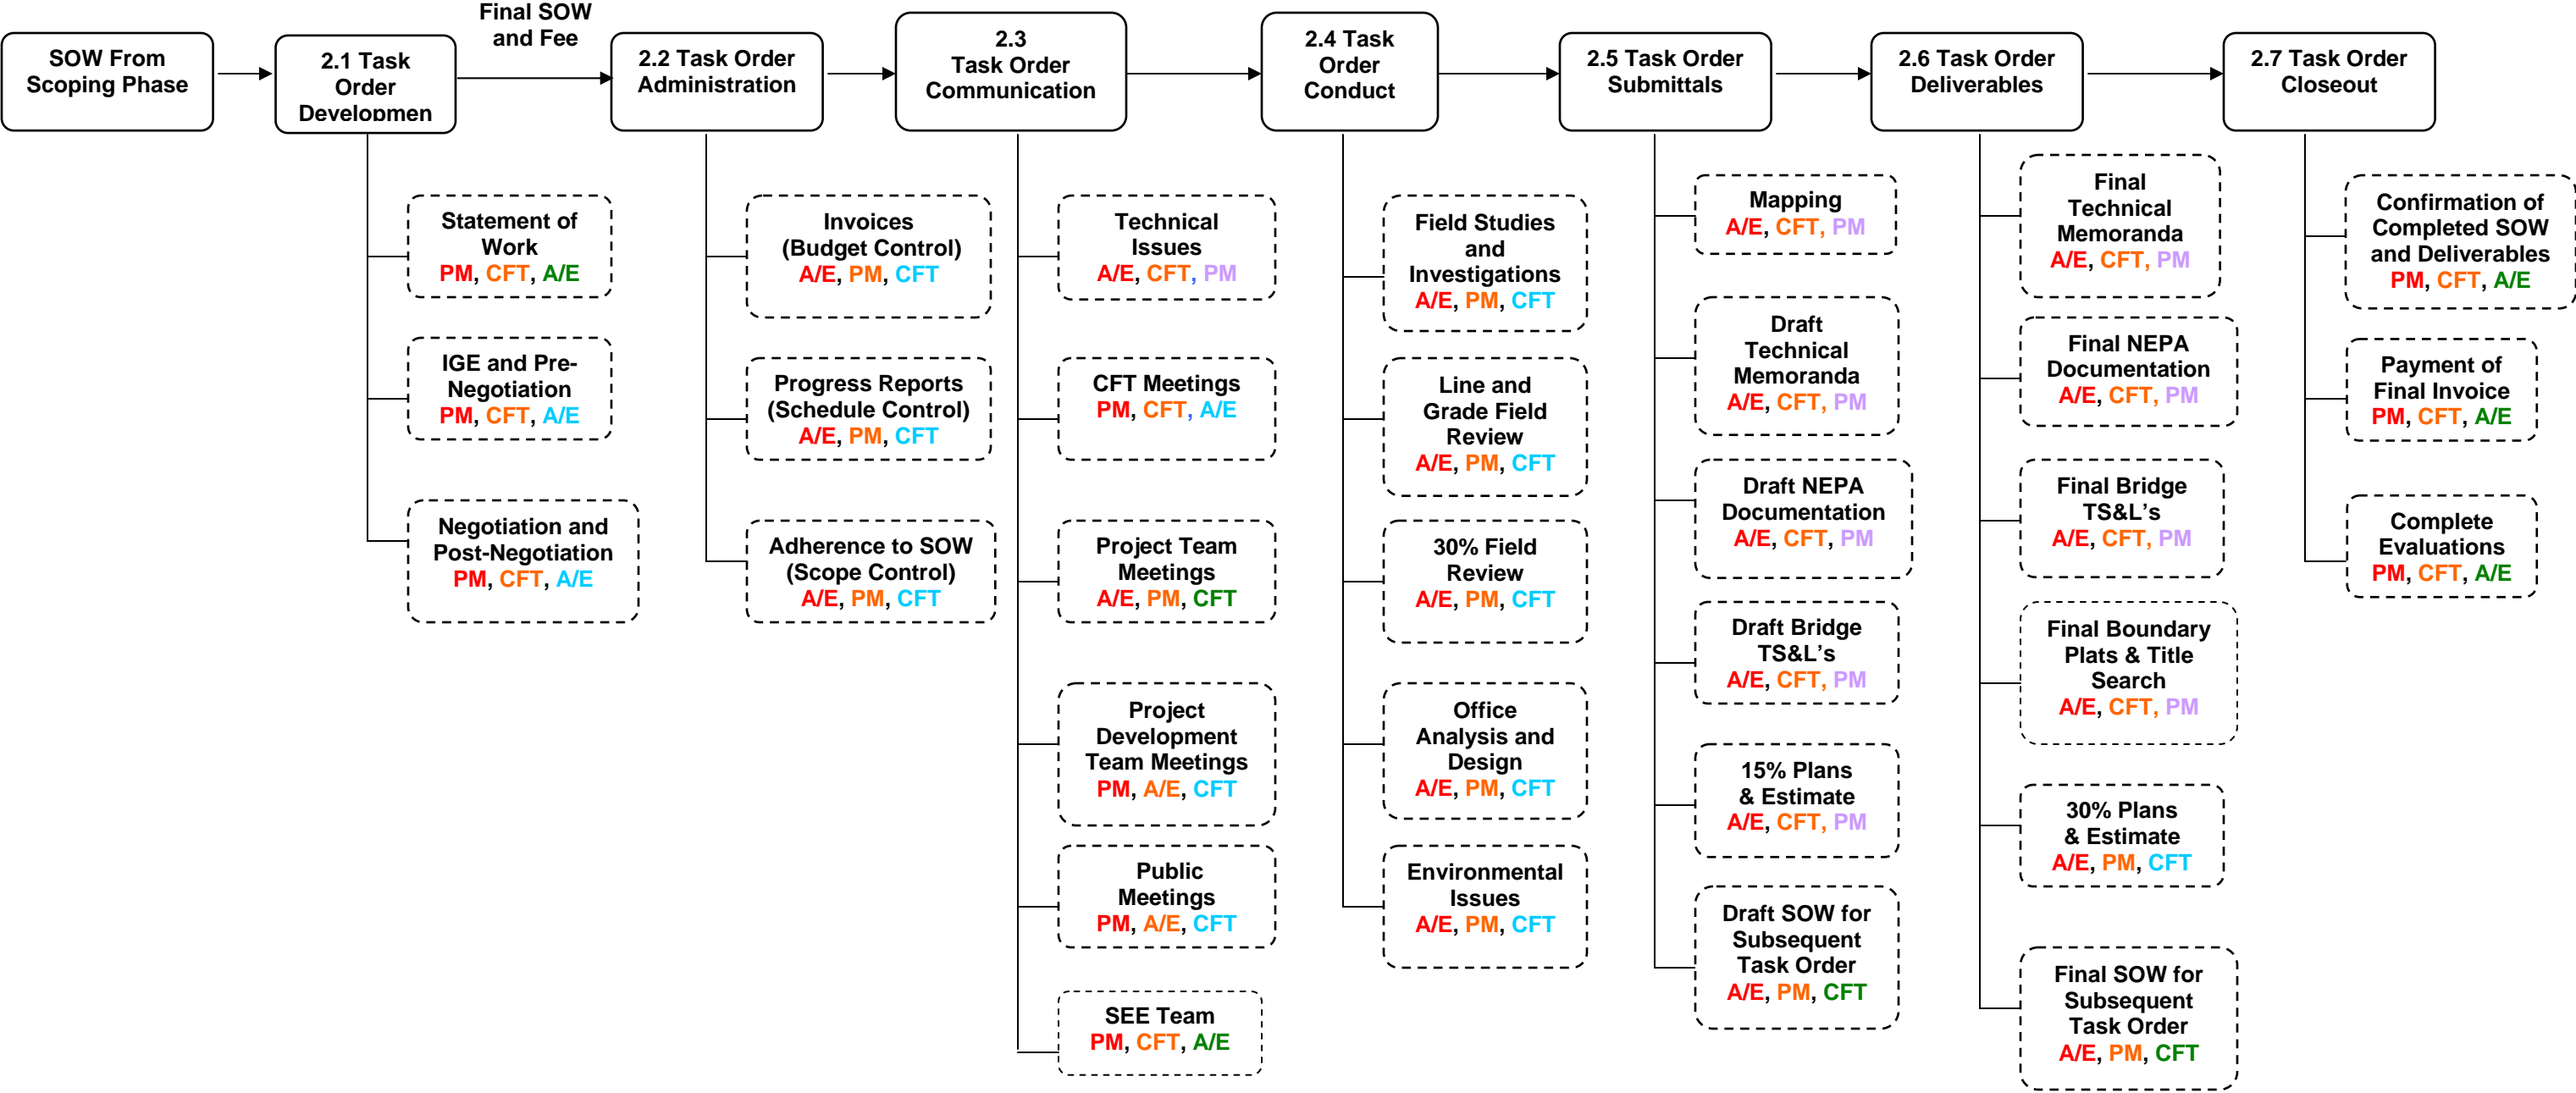 Final SOW
and Fee
SOW From
Scoping Phase
2.1 Task
Order
Developmen
2.2 Task Order
Administration
2.3
Task Order
Communication
2.4 Task
Order
Conduct
2.5 Task Order
Submittals
2.6 Task Order
Deliverables
2.7 Task Order
Closeout
Statement of
Work
PM, CFT, A/E
IGE and Pre-
Negotiation
PM, CFT, A/E
Negotiation and
Post-Negotiation
PM, CFT, A/E
Invoices
(Budget Control)
A/E, PM, CFT
Progress Reports
(Schedule Control)
A/E, PM, CFT
Adherence to SOW
(Scope Control)
A/E, PM, CFT
Technical
Issues
A/E, CFT, PM
CFT Meetings
PM, CFT, A/E
Project Team
Meetings
A/E, PM, CFT
Project
Development
Team Meetings
PM, A/E, CFT
Public
Meetings
PM, A/E, CFT
SEE Team
PM, CFT, A/E
Field Studies
and
Investigations
A/E, PM, CFT
Line and
Grade Field
Review
A/E, PM, CFT
30% Field
Review
A/E, PM, CFT
Office
Analysis and
Design
A/E, PM, CFT
Environmental
Issues
A/E, PM, CFT
Mapping
A/E, CFT, PM
Draft
Technical
Memoranda
A/E, CFT, PM
Draft NEPA
Documentation
A/E, CFT, PM
Draft Bridge
TS&L's
A/E, CFT, PM
15% Plans
& Estimate
A/E, CFT, PM
Draft SOW for
Subsequent
Task Order
A/E, PM, CFT
Final
Technical
Memoranda
A/E, CFT, PM
Final NEPA
Documentation
A/E, CFT, PM
Final Bridge
TS&L's
A/E, CFT, PM
Final Boundary
Plats & Title
Search
A/E, CFT, PM
30% Plans
& Estimate
A/E, PM, CFT
Final SOW for
Subsequent
Task Order
A/E, PM, CFT
Confirmation of
Completed SOW
and Deliverables
PM, CFT, A/E
Payment of
Final Invoice
PM, CFT, A/E
Complete
Evaluations
PM, CFT, A/E